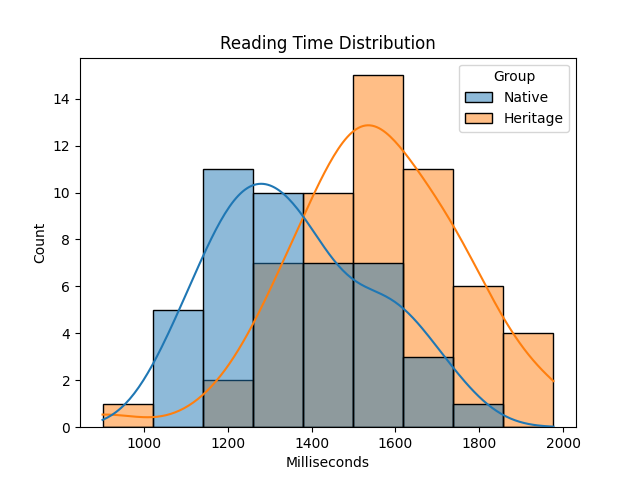 Reading Time Distribution
Group
Native
Heritage
14
12
10
8
6
4
2
0
Count
1000 1200 1400 1600 1800 2000
Milliseconds